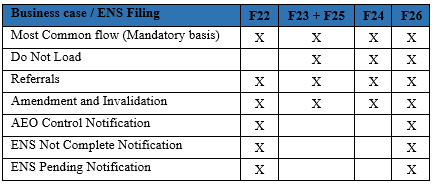 Business case / ENS Filing F22 F23 + F25 F24 F26
Most Common flow (Mandatory basis) X X X X
Do Not Load X X X
Referrals X X X X
Amendment and Invalidation X X X X
AEO Control Notification X X
ENS Not Complete Notification X X
ENS Pending Notification X X